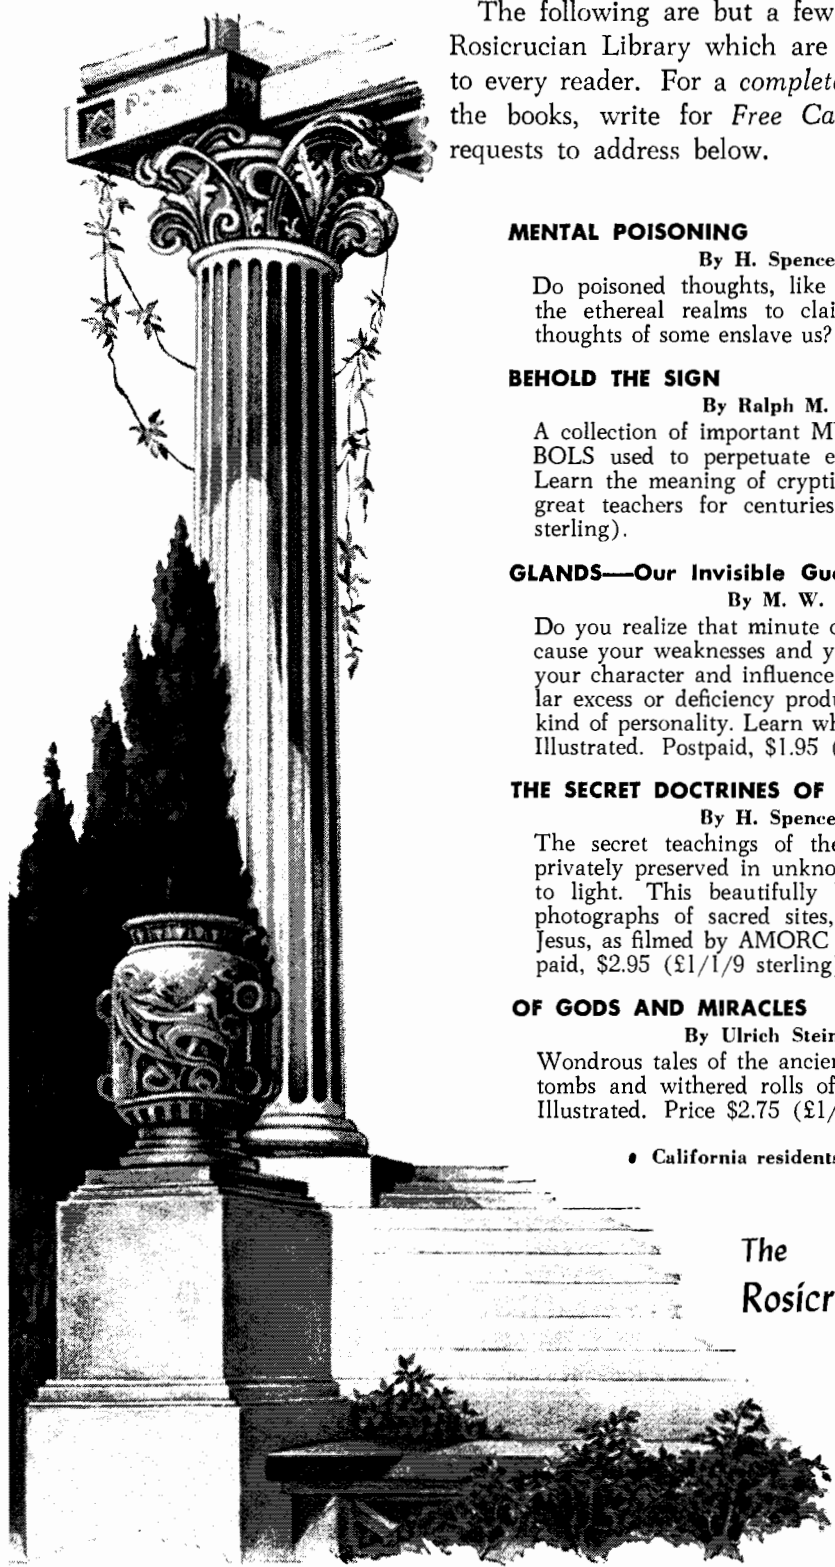 The following are but a few
Rosicrucian Library which are
to every reader. For a complete
the books, write for Free Ca
requests to address below.
MENTAL POISONING
By H. Spence
Do poisoned thoughts, like
the ethereal realms to clai
thoughts of some enslave us?
BEHOLD THE SIGN
By Ralph M.
A collection of important M
BOLS used to perpetuate e
Learn the meaning of crypti
great teachers for centuries
sterling).
GLANDS—Our Invisible Gu
By M. W.
Do you realize that minute
cause your weaknesses and y
your character and influence
lar excess or deficiency produ
kind of personality. Learn wh
Illustrated. Postpaid, $1.95 (
THE SECRET DOCTRINES OF
By H. Spence
The secret teachings of the
privately preserved in unkno
to light. This beautifully
photographs of sacred sites,
Jesus, as filmed by AMORC
paid, $2.95 (£1/1/9 sterling)
OF GODS AND MIRACLES
By Ulrich Stein
Wondrous tales of the ancien
tombs and withered rolls of
Illustrated. Price $2.75 (£1/
• California residents
The
Rosicr